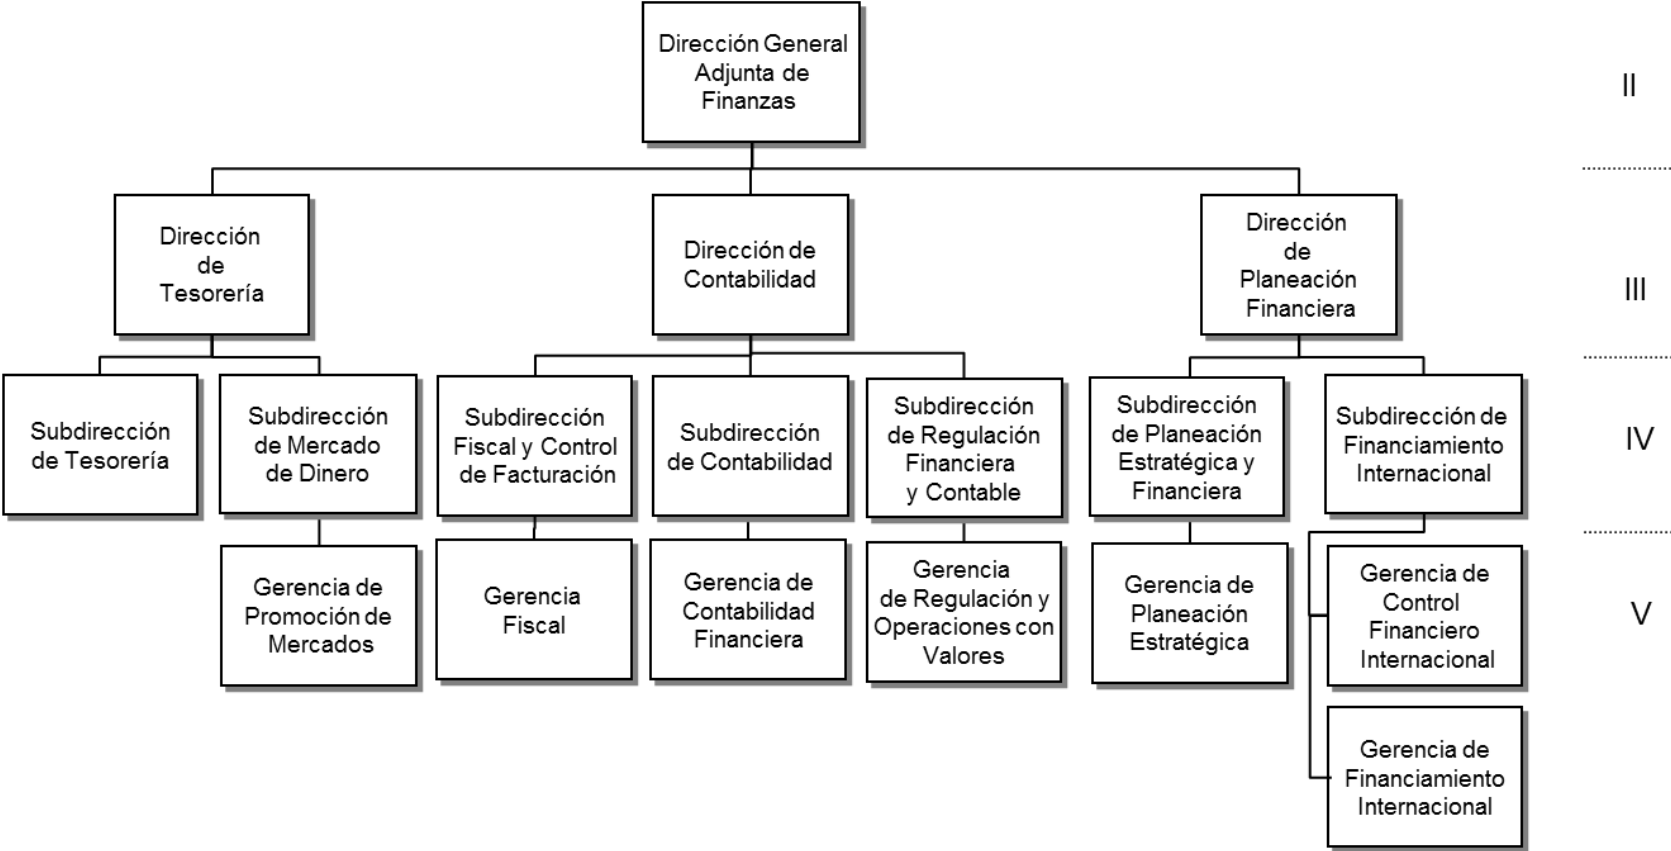 Dirección General
Adjunta de
Finanzas
II
Dirección
de
Tesorería
Dirección de
Contabilidad
Dirección
de
Planeación
Financiera
III
Subdirección
de Tesorería
Subdirección
de Mercado
de Dinero
Subdirección
Fiscal y Control
de Facturación
Subdirección
de Contabilidad
Subdirección
de Regulación
Financiera
y Contable
Subdirección
de Planeación
Estratégica y
Financiera
Subdirección de
Financiamiento
Internacional
IV
Gerencia de
Promoción de
Mercados
Gerencia
Fiscal
Gerencia de
Contabilidad
Financiera
Gerencia
de Regulación y
Operaciones con
Valores
Gerencia de
Planeación
Estratégica
Gerencia de
Control
Financiero
Internacional
V
Gerencia de
Financiamiento
Internacional